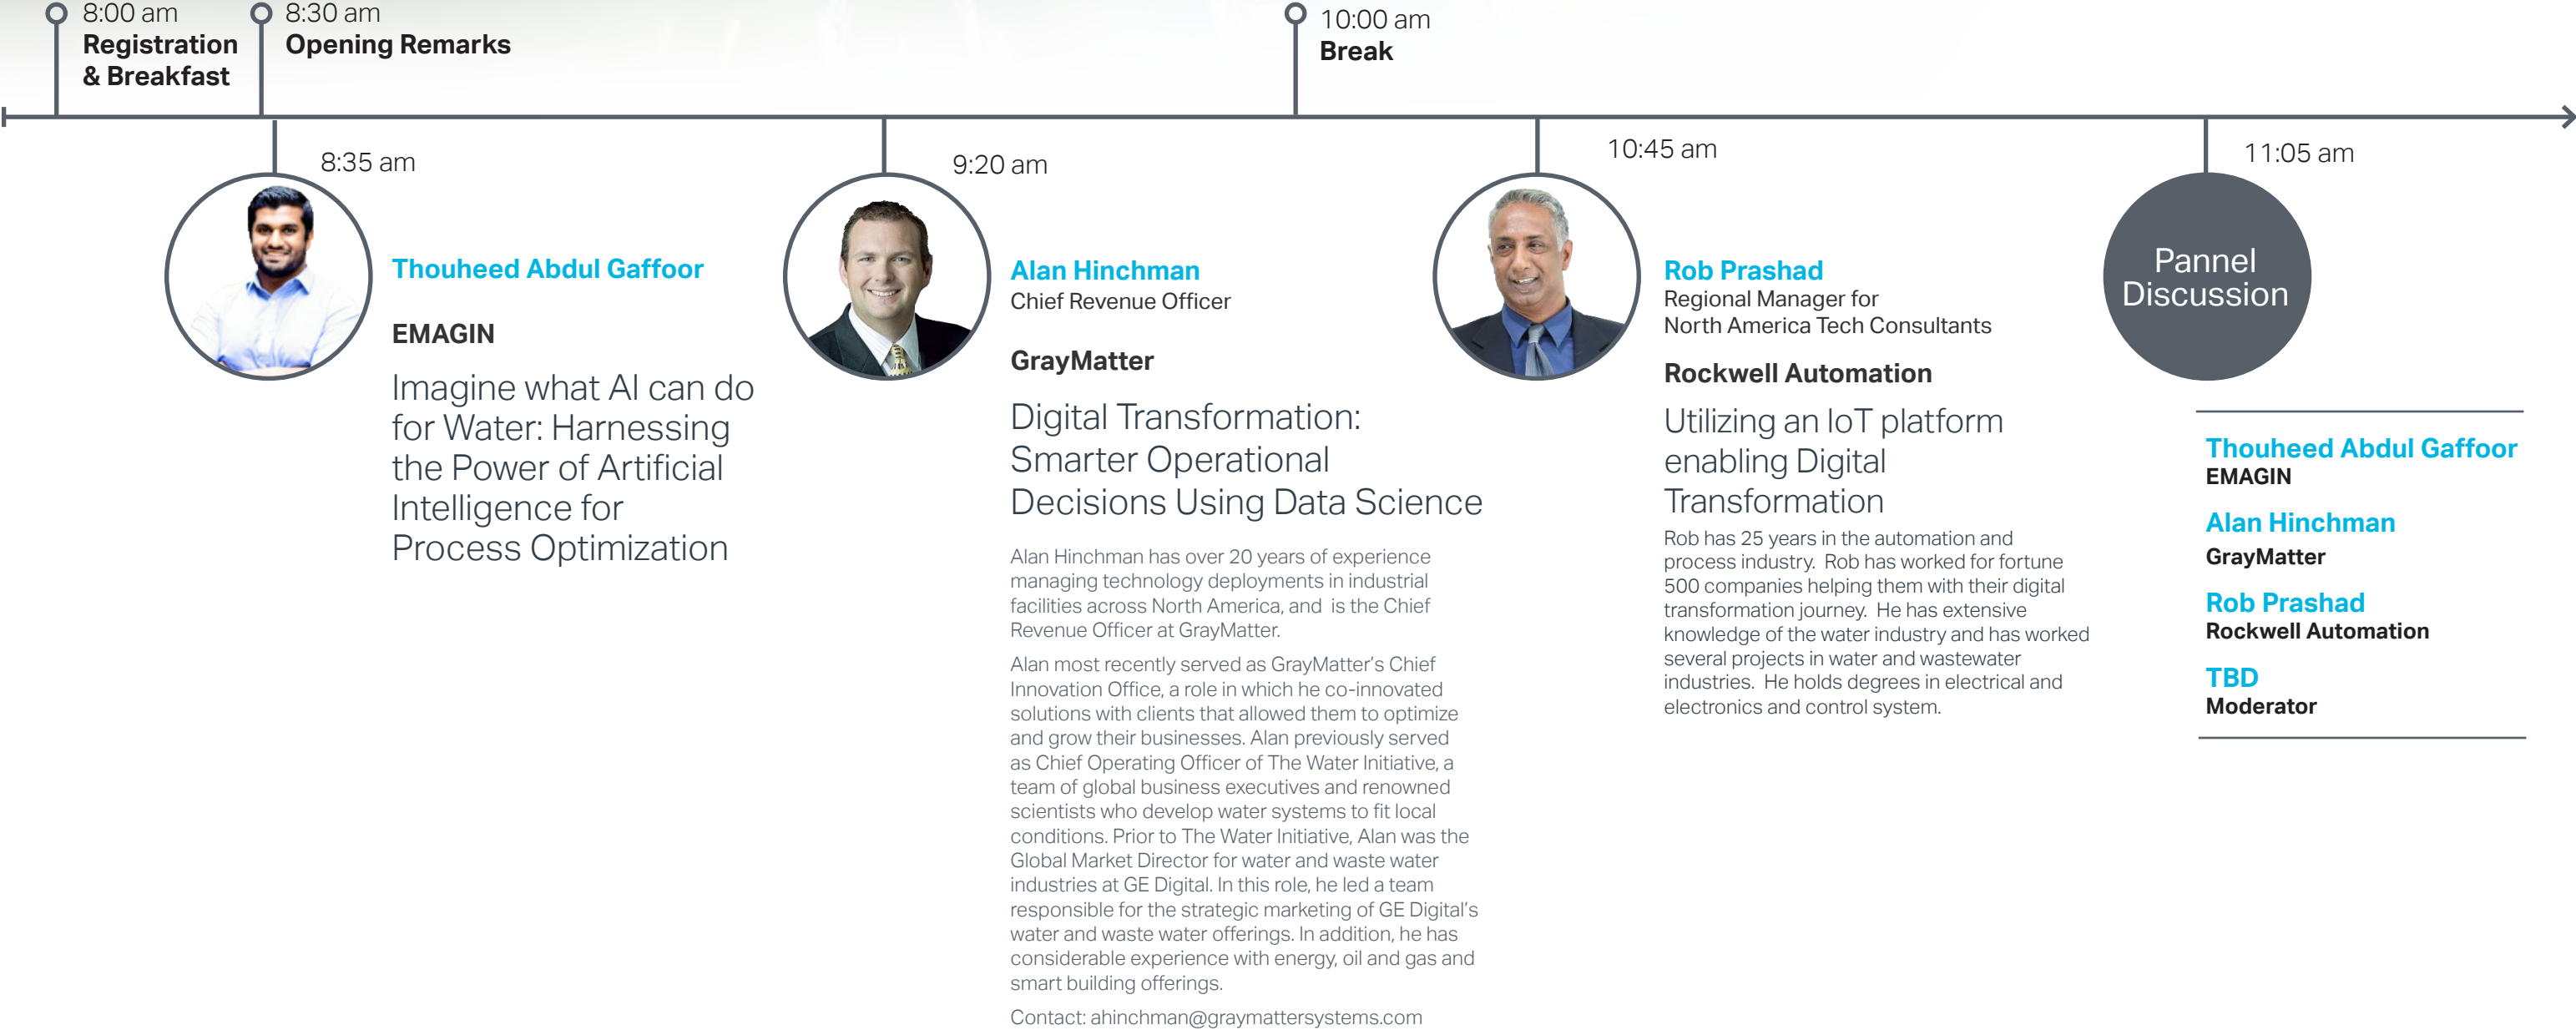 8:00 am
Registration
& Breakfast
8:30 am
Opening Remarks
10:00 am
Break
8:35 am
Thouheed Abdul Gaffoor
EMAGIN
Imagine what AI can do
for Water: Harnessing
the Power of Artificial
Intelligence for
Process Optimization
9:20 am
Alan Hinchman
Chief Revenue Officer
GrayMatter
Digital Transformation:
Smarter Operational
Decisions Using Data Science
Alan Hinchman has over 20 years of experience
managing technology deployments in industrial
facilities across North America, and  is the Chief
Revenue Officer at GrayMatter.
Alan most recently served as GrayMatter's Chief
Innovation Office, a role in which he co-innovated
solutions with clients that allowed them to optimize
and grow their businesses. Alan previously served
as Chief Operating Officer of The Water Initiative, a
team of global business executives and renowned
scientists who develop water systems to fit local
conditions. Prior to The Water Initiative, Alan was the
Global Market Director for water and waste water
industries at GE Digital. In this role, he led a team
responsible for the strategic marketing of GE Digital's
water and waste water offerings. In addition, he has
considerable experience with energy, oil and gas and
smart building offerings.
Contact: ahinchman@graymattersystems.com
10:45 am
Rob Prashad
Regional Manager for
North America Tech Consultants
Rockwell Automation
Utilizing an IoT platform
enabling Digital
Transformation
Rob has 25 years in the automation and
process industry.  Rob has worked for fortune
500 companies helping them with their digital
transformation journey.  He has extensive
knowledge of the water industry and has worked
several projects in water and wastewater
industries.  He holds degrees in electrical and
electronics and control system.
11:05 am
Pannel
Discussion
Thouheed Abdul Gaffoor
EMAGIN
Alan Hinchman
GrayMatter
Rob Prashad
Rockwell Automation
TBD
Moderator